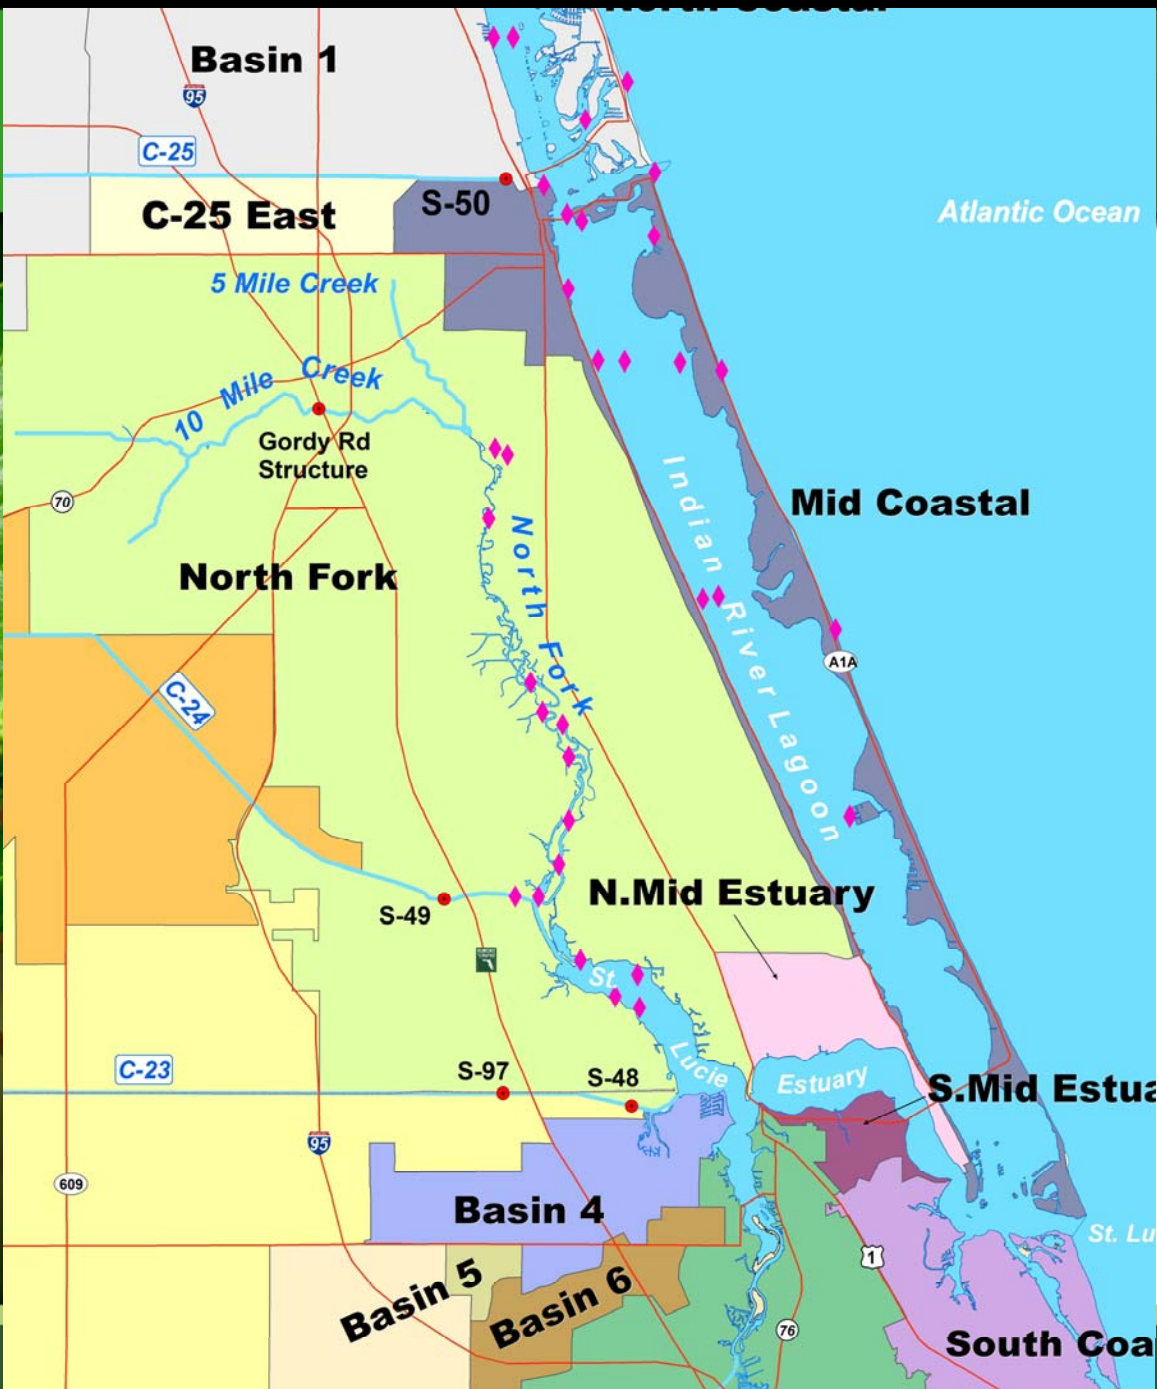 North Coastal
Basin 1
95
C-25
S-50
C-25 East
Atlantic Ocean
5 Mile Creek
10 Mile Creek
Gordy Rd
Structure
70
Indian River Lagoon
Mid Coastal
North Fork
North Fork
A1A
C-24
N.Mid Estuary
S-49
St.
Lucie
Estuary
C-23
S-97
S-48
S.Mid Estua
95
609
Basin 4
St. Lu
1
Basin 5
Basin 6
76
South Coa